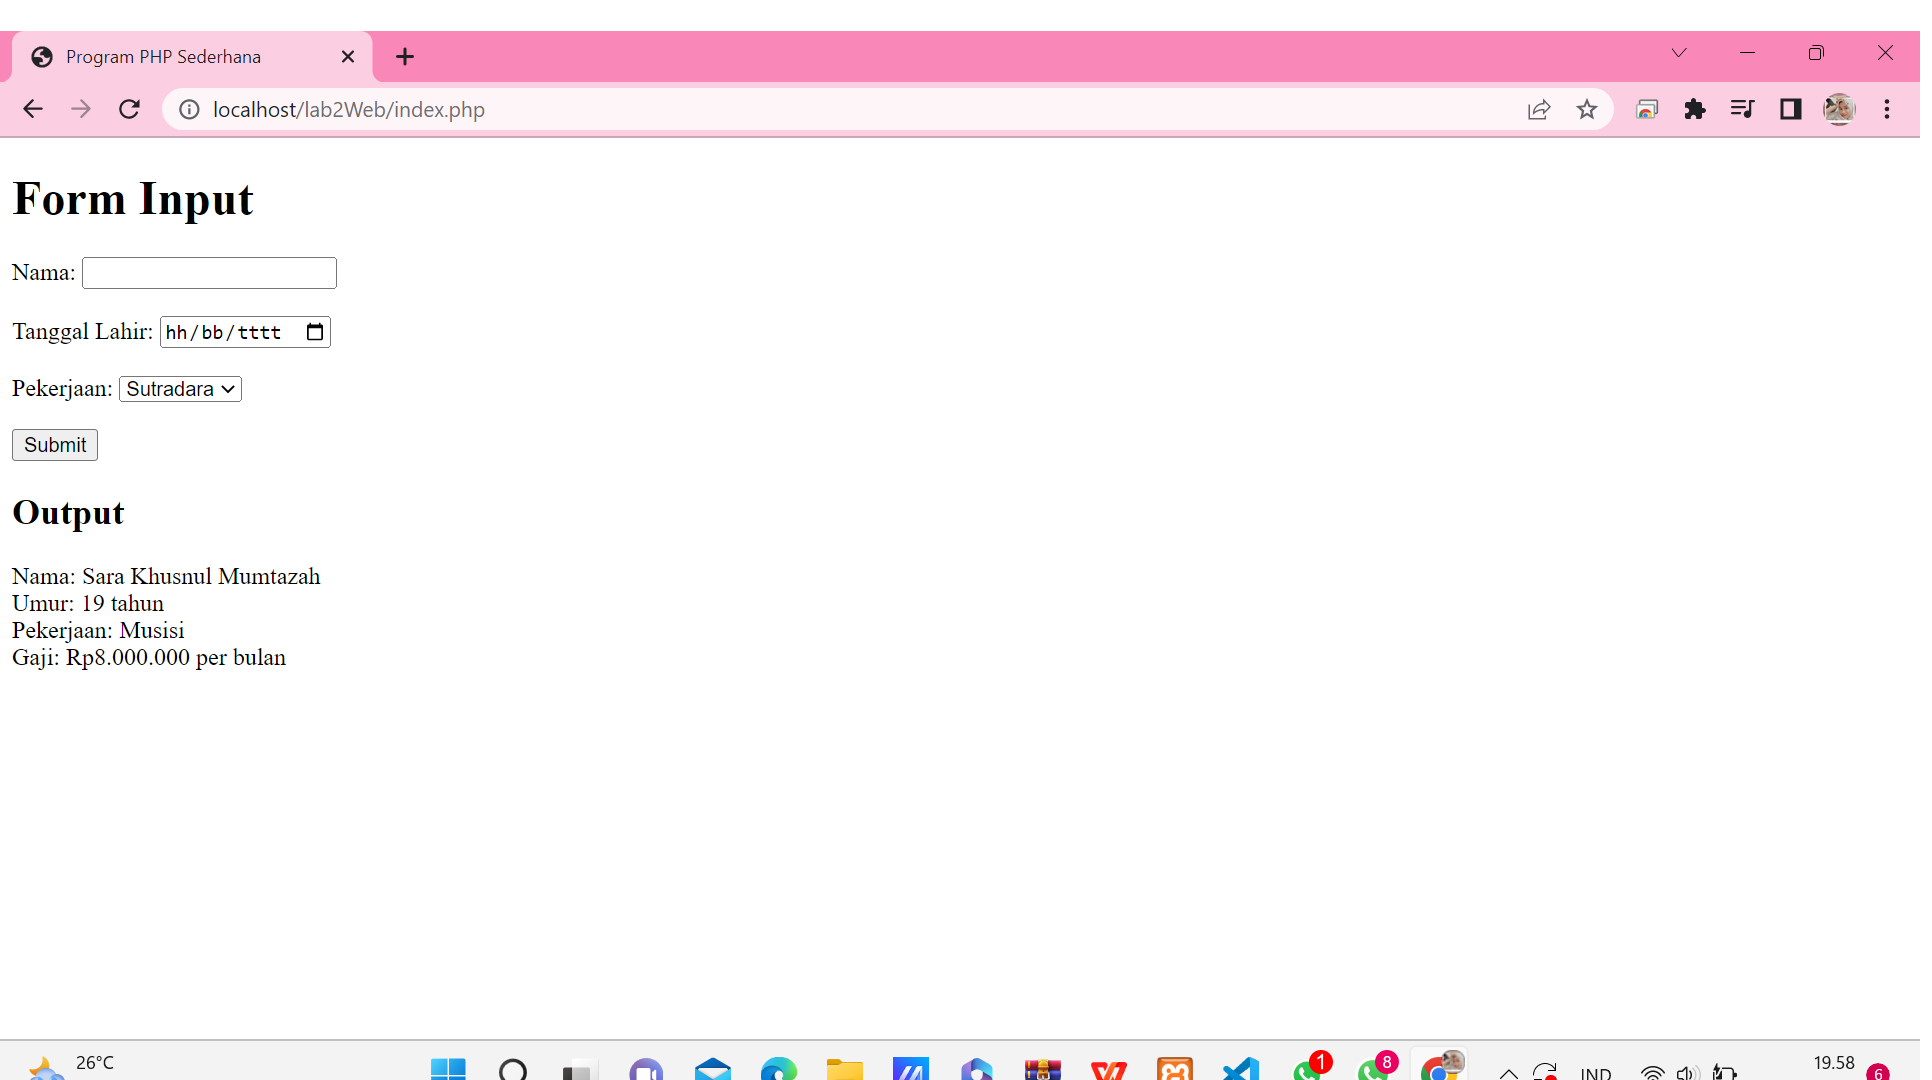 Program PHP Sederhana
localhost/lab2Web/index.php
Form Input
Nama:
Tanggal Lahir: hh/bb/tttt
Pekerjaan: Sutradara
Submit
Output
Nama: Sara Khusnul Mumtazah
Umur: 19 tahun
Pekerjaan: Musisi
Gaji: Rp8.000.000 per bulan
26°C
1
8
IND
19.58
6